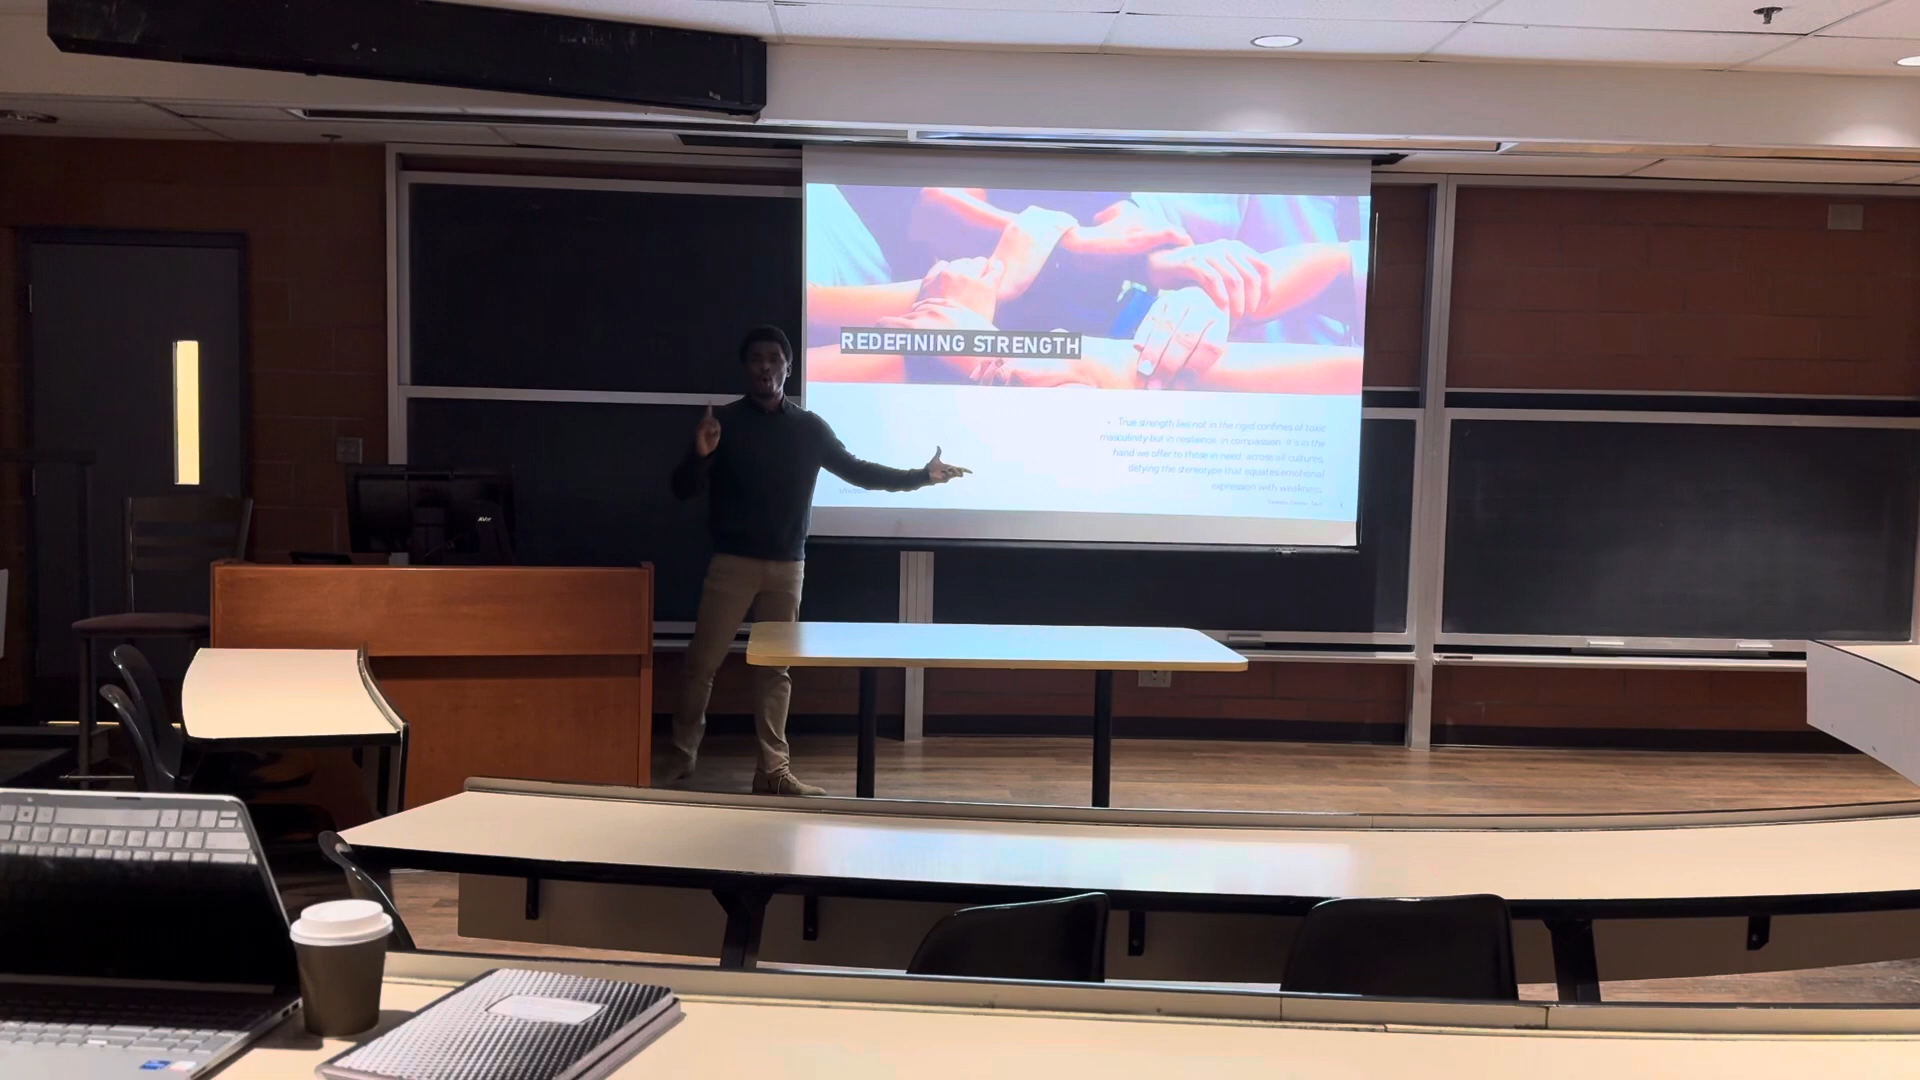 REDEFINING STRENGTH
• True strength lies not in the rigid confines of toxic
masculinity but in resilience, in compassion. It's in the
hand we offer to those in need, across all cultures,
defying the stereotype that equates emotional
expression with weakness.
AVer